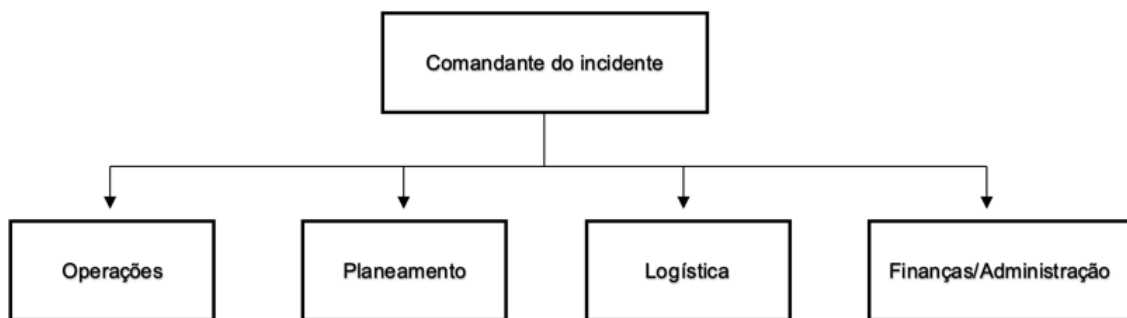 Comandante do incidente
Operações
Planeamento
Logística
Finanças/Administração